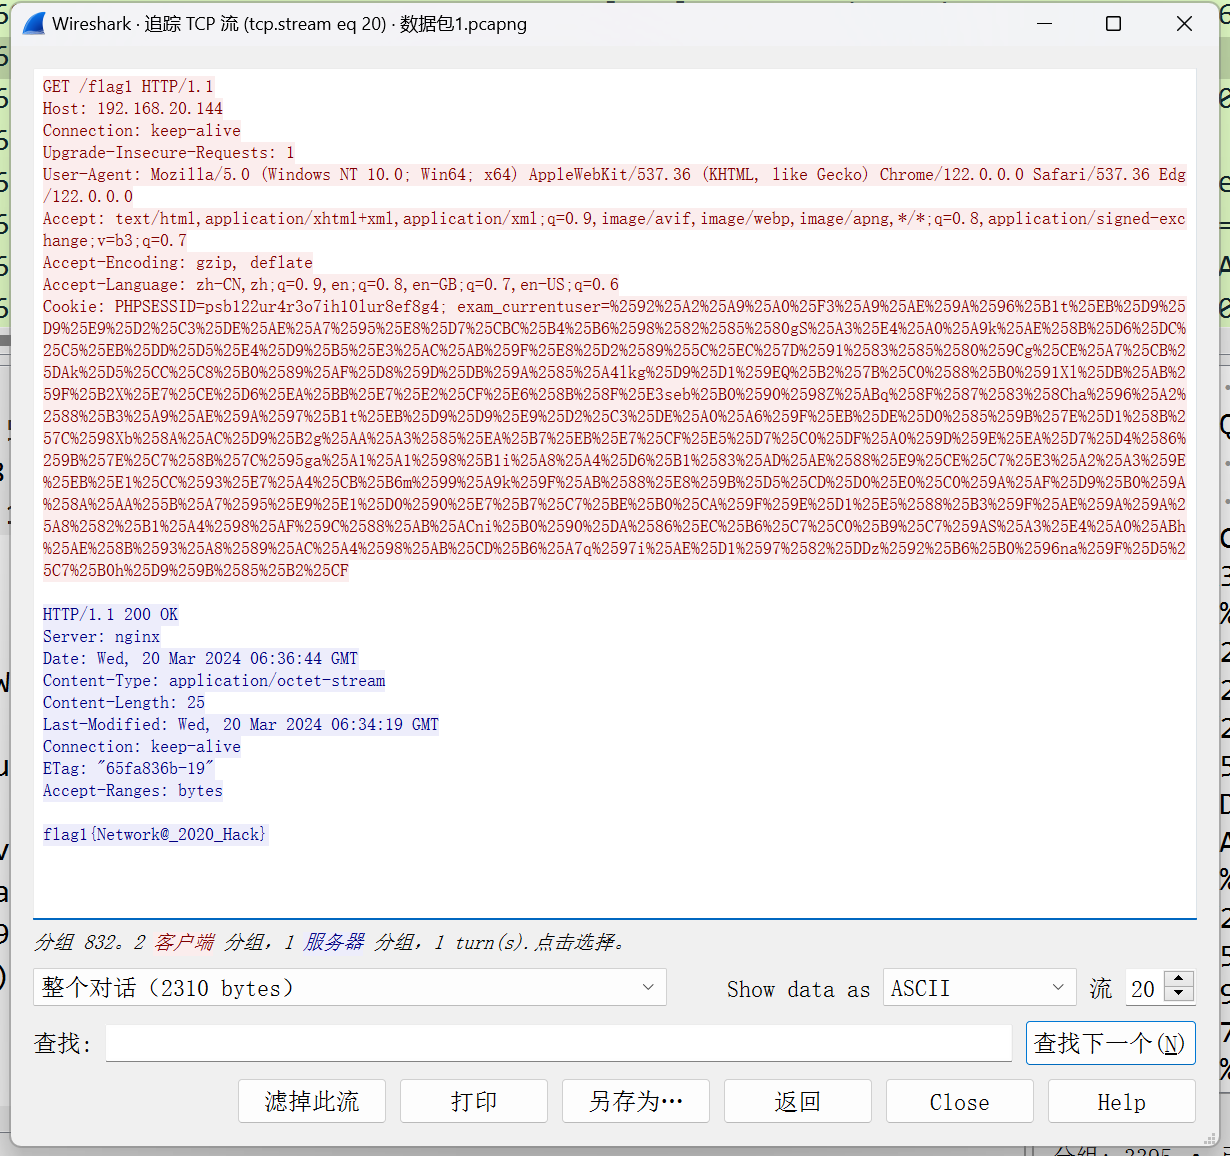 Wireshark · 追踪 TCP 流 (tcp.stream eq 20) · 数据包1.pcapng
GET /flag1 HTTP/1.1
Host: 192.168.20.144
Connection: keep-alive
Upgrade-Insecure-Requests: 1
User-Agent: Mozilla/5.0 (Windows NT 10.0; Win64; x64) AppleWebKit/537.36 (KHTML, like Gecko) Chrome/122.0.0.0 Safari/537.36 Edg
/122.0.0.0
Accept: text/html,application/xhtml+xml,application/xml;q=0.9,image/avif,image/webp,image/apng,*/*;q=0.8,application/signed-exc
hange;v=b3;q=0.7
Accept-Encoding: gzip, deflate
Accept-Language: zh-CN,zh;q=0.9,en;q=0.8,en-GB;q=0.7,en-US;q=0.6
Cookie: PHPSESSID=psb122ur4r3o7ih10lur8ef8g4; exam_currentuser=%2592%25A2%25A9%25A0%25F3%25A9%25AE%259A%2596%25B1t%25EB%25D9%25
D9%25E9%25D2%25C3%25DE%25AE%25A7%2595%25E8%25D7%25CBC%25B4%25B6%2598%2582%2585%2580gS%25A3%25E4%25A0%25A9k%25AE%258B%25D6%25DC%
25C5%25EB%25DD%25D5%25E4%25D9%25B5%25E3%25AC%25AB%259F%25E8%25D2%2589%255C%25EC%257D%2591%2583%2585%2580%259Cg%25CE%25A7%25CB%2
5DAk%25D5%25CC%25C8%25B0%2589%25AF%25D8%259D%25DB%259A%2585%25A4lkg%25D9%25D1%259EQ%25B2%257B%25C0%2588%25B0%2591Xl%25DB%25AB%2
59F%25B2X%25E7%25CE%25D6%25EA%25BB%25E7%25E2%25CF%25E6%258B%258F%25E3seb%25B0%2590%2598Z%25ABq%258F%2587%2583%258Cha%2596%25A2%
2588%25B3%25A9%25AE%259A%2597%25B1t%25EB%25D9%25D9%25E9%25D2%25C3%25DE%25A0%25A6%259F%25EB%25DE%25D0%2585%259B%257E%25D1%258B%2
57C%2598Xb%258A%25AC%25D9%25B2g%25AA%25A3%2585%25EA%25B7%25EB%25E7%25CF%25E5%25D7%25C0%25DF%25A0%259D%259E%25EA%25D7%25D4%2586%
259B%257E%25C7%258B%257C%2595ga%25A1%25A1%2598%25B1i%25A8%25A4%25D6%25B1%2583%25AD%25AE%2588%25E9%25CE%25C7%25E3%25A2%25A3%259E
%25EB%25E1%25CC%2593%25E7%25A4%25CB%25B6m%2599%25A9k%259F%25AB%2588%25E8%259B%25D5%25CD%25D0%25E0%25C0%259A%25AF%25D9%25B0%259A
%258A%25AA%255B%25A7%2595%25E9%25E1%25D0%2590%25E7%25B7%25C7%25BE%25B0%25CA%259F%259E%25D1%25E5%2588%25B3%259F%25AE%259A%259A%2
5A8%2582%25B1%25A4%2598%25AF%259C%2588%25AB%25ACni%25B0%2590%25DA%2586%25EC%25B6%25C7%25C0%25B9%25C7%259AS%25A3%25E4%25A0%25ABh
%25AE%258B%2593%25A8%2589%25AC%25A4%2598%25AB%25CD%25B6%25A7q%2597i%25AE%25D1%2597%2582%25DDz%2592%25B6%25B0%2596na%259F%25D5%2
5C7%25B0h%25D9%259B%2585%25B2%25CF
HTTP/1.1 200 OK
Server: nginx
Date: Wed, 20 Mar 2024 06:36:44 GMT
Content-Type: application/octet-stream
Content-Length: 25
Last-Modified: Wed, 20 Mar 2024 06:34:19 GMT
Connection: keep-alive
ETag: "65fa836b-19"
Accept-Ranges: bytes
flag1{Network@_2020_Hack}
分组 832。2 客户端 分组，1 服务器 分组，1 turn(s).点击选择。
整个对话（2310 bytes）
Show data as ASCII 流 20
查找:
查找下一个(N)
滤掉此流 打印 另存为… 返回 Close Help